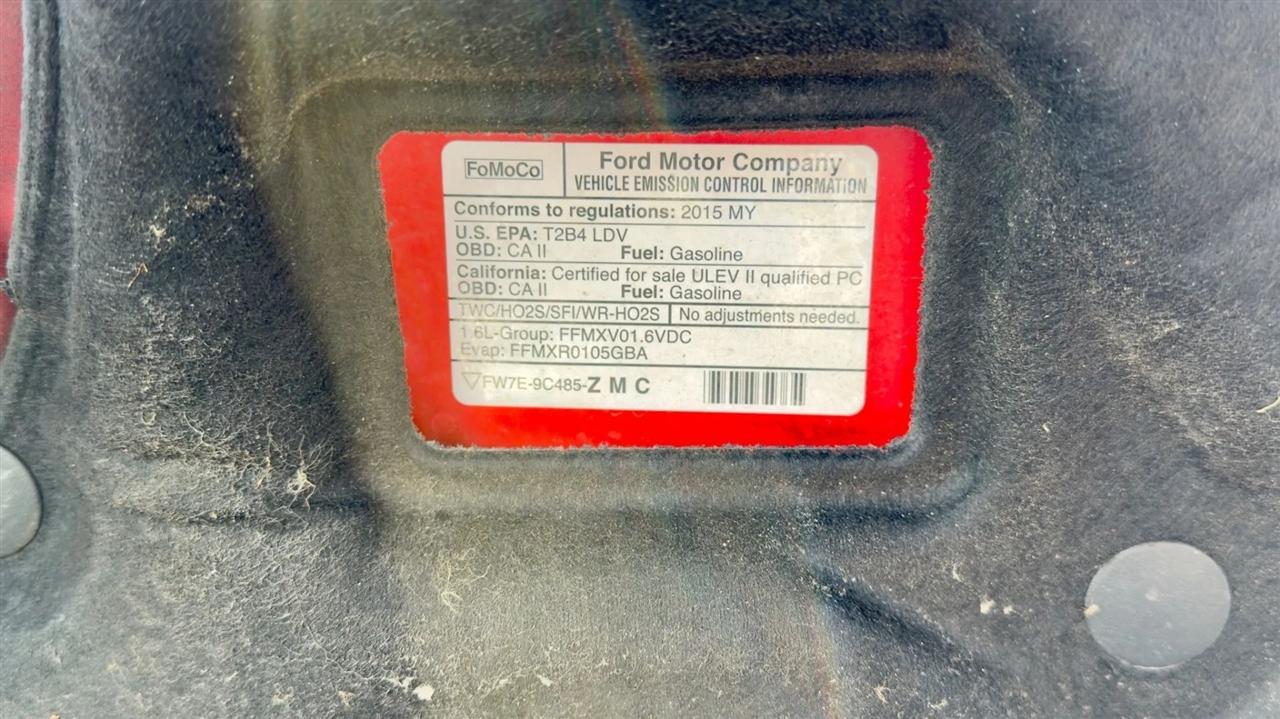 FoMoCo
Ford Motor Company
VEHICLE EMISSION CONTROL INFORMATION
Conforms to regulations: 2015 MY
U.S. EPA: T2B4 LDV
OBD: CA II Fuel: Gasoline
California: Certified for sale ULEV II qualified PC
OBD: CA II Fuel: Gasoline
TWC/HO2S/SFI/WR-HO2S No adjustments needed.
1.6L-Group: FFMXV01.6VDC
Evap: FFMXR0105GBA
FW7E-9C485-Z M C